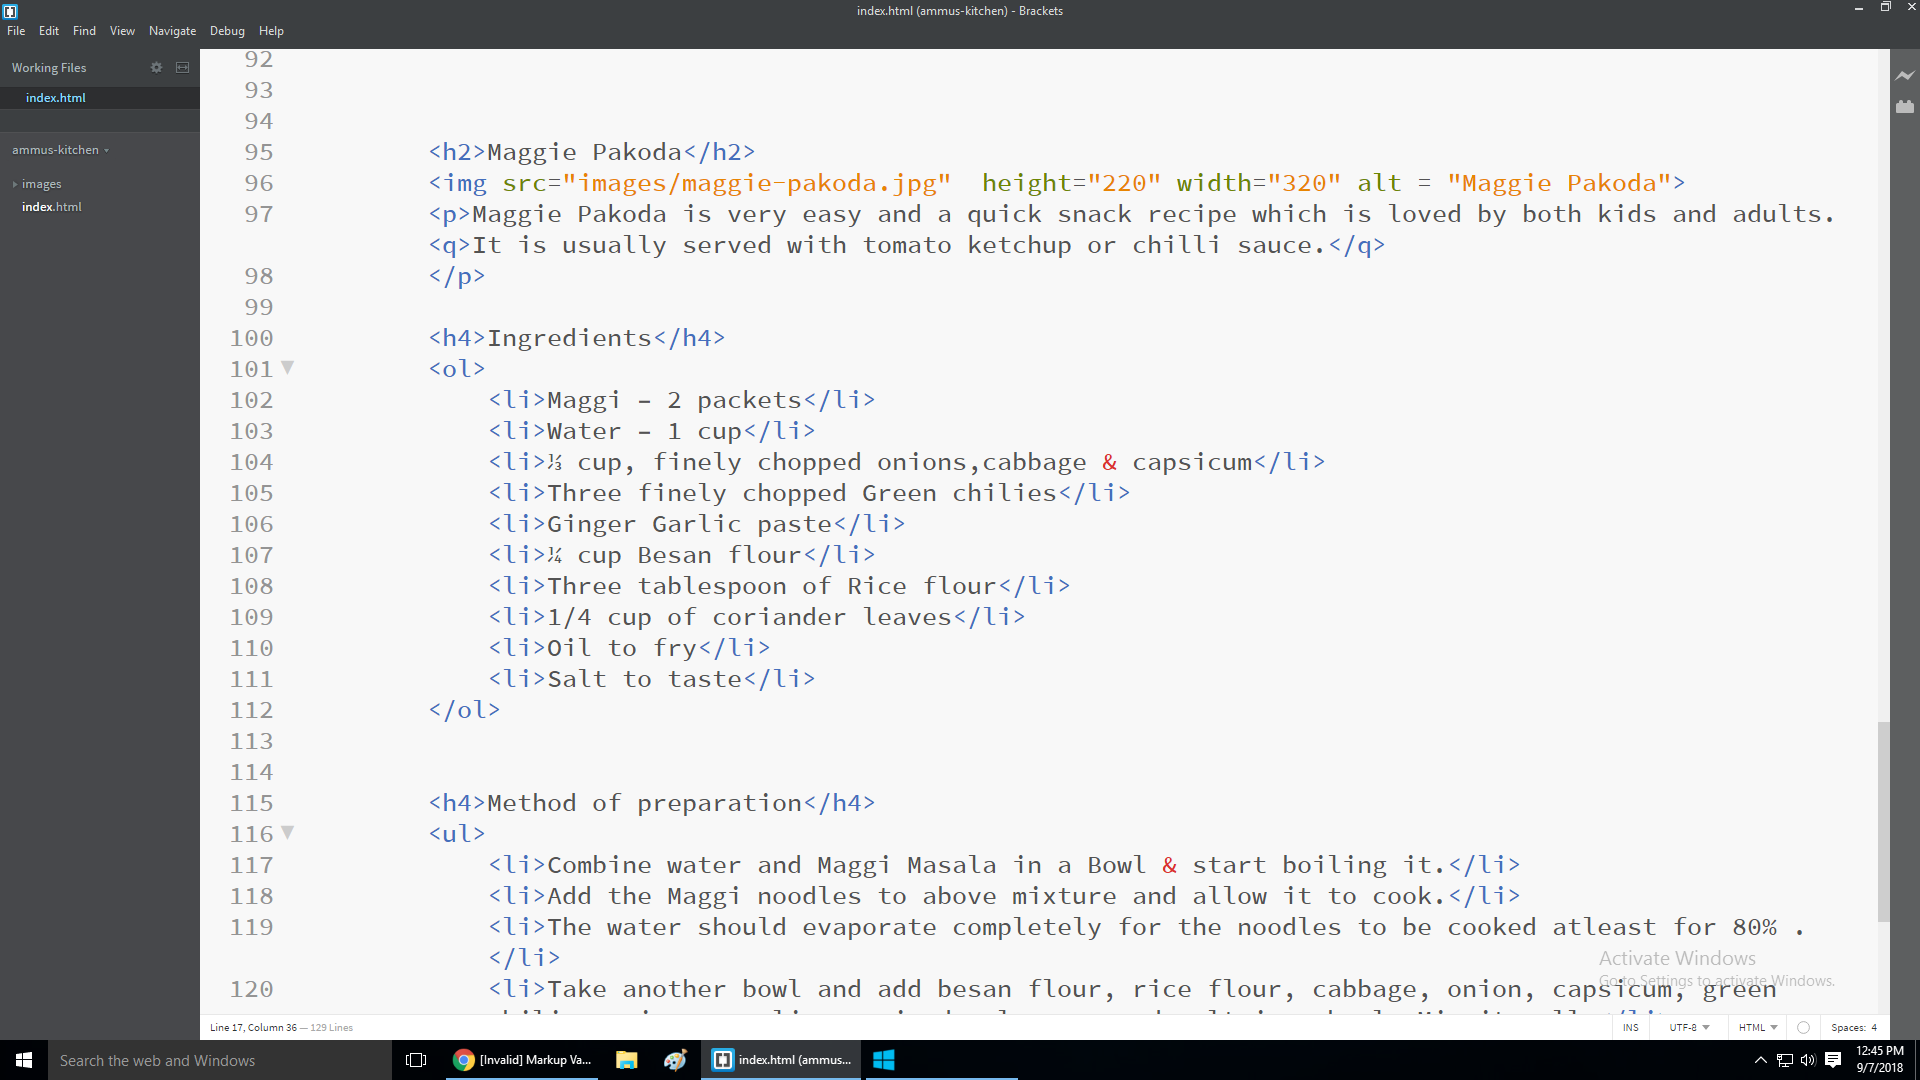 index.html (ammus-kitchen) - Brackets
File Edit Find View Navigate Debug Help
Working Files
index.html
ammus-kitchen
images
index.html
92
93
94
95 <h2>Maggie Pakoda</h2>
96 <img src="images/maggie-pakoda.jpg"  height="220" width="320" alt = "Maggie Pakoda">
97 <p>Maggie Pakoda is very easy and a quick snack recipe which is loved by both kids and adults.
<q>It is usually served with tomato ketchup or chilli sauce.</q>
98 </p>
99
100 <h4>Ingredients</h4>
101 <ol>
102 <li>Maggi – 2 packets</li>
103 <li>Water – 1 cup</li>
104 <li>⅓ cup, finely chopped onions,cabbage & capsicum</li>
105 <li>Three finely chopped Green chilies</li>
106 <li>Ginger Garlic paste</li>
107 <li>¼ cup Besan flour</li>
108 <li>Three tablespoon of Rice flour</li>
109 <li>1/4 cup of coriander leaves</li>
110 <li>Oil to fry</li>
111 <li>Salt to taste</li>
112 </ol>
113
114
115 <h4>Method of preparation</h4>
116 <ul>
117 <li>Combine water and Maggi Masala in a Bowl & start boiling it.</li>
118 <li>Add the Maggi noodles to above mixture and allow it to cook.</li>
119 <li>The water should evaporate completely for the noodles to be cooked atleast for 80% .
</li>
120 <li>Take another bowl and add besan flour, rice flour, cabbage, onion, capsicum, green
Activate Windows
Go to Settings to activate Windows.
Line 17, Column 36 — 129 Lines
INS UTF-8 HTML Spaces: 4
Search the web and Windows
[Invalid] Markup Va...
index.html (ammus...
12:45 PM
9/7/2018